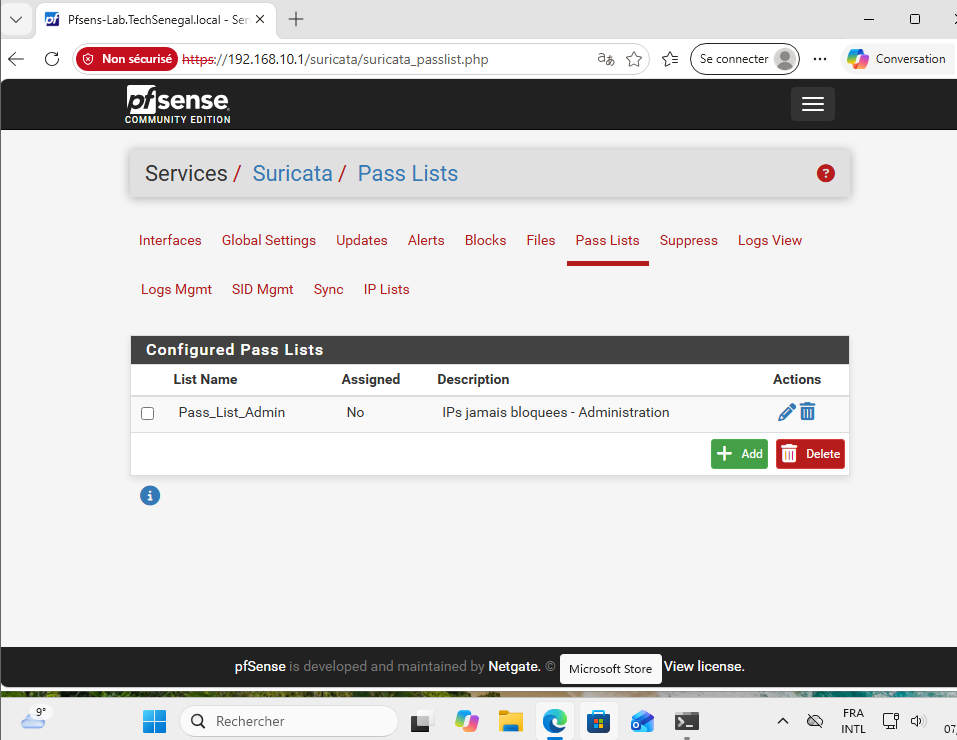 Pfsens-Lab.TechSenegal.local - Ser
Non sécurisé https://192.168.10.1/suricata/suricata_passlist.php Se connecter Conversation
pfsense
COMMUNITY EDITION
Services / Suricata / Pass Lists
Interfaces Global Settings Updates Alerts Blocks Files Pass Lists Suppress Logs View
Logs Mgmt SID Mgmt Sync IP Lists
Configured Pass Lists
List Name Assigned Description Actions
Pass_List_Admin No IPs jamais bloquees - Administration
Add Delete
pfSense is developed and maintained by Netgate. © View license.
Microsoft Store
9°
Rechercher
FRA
INTL
07